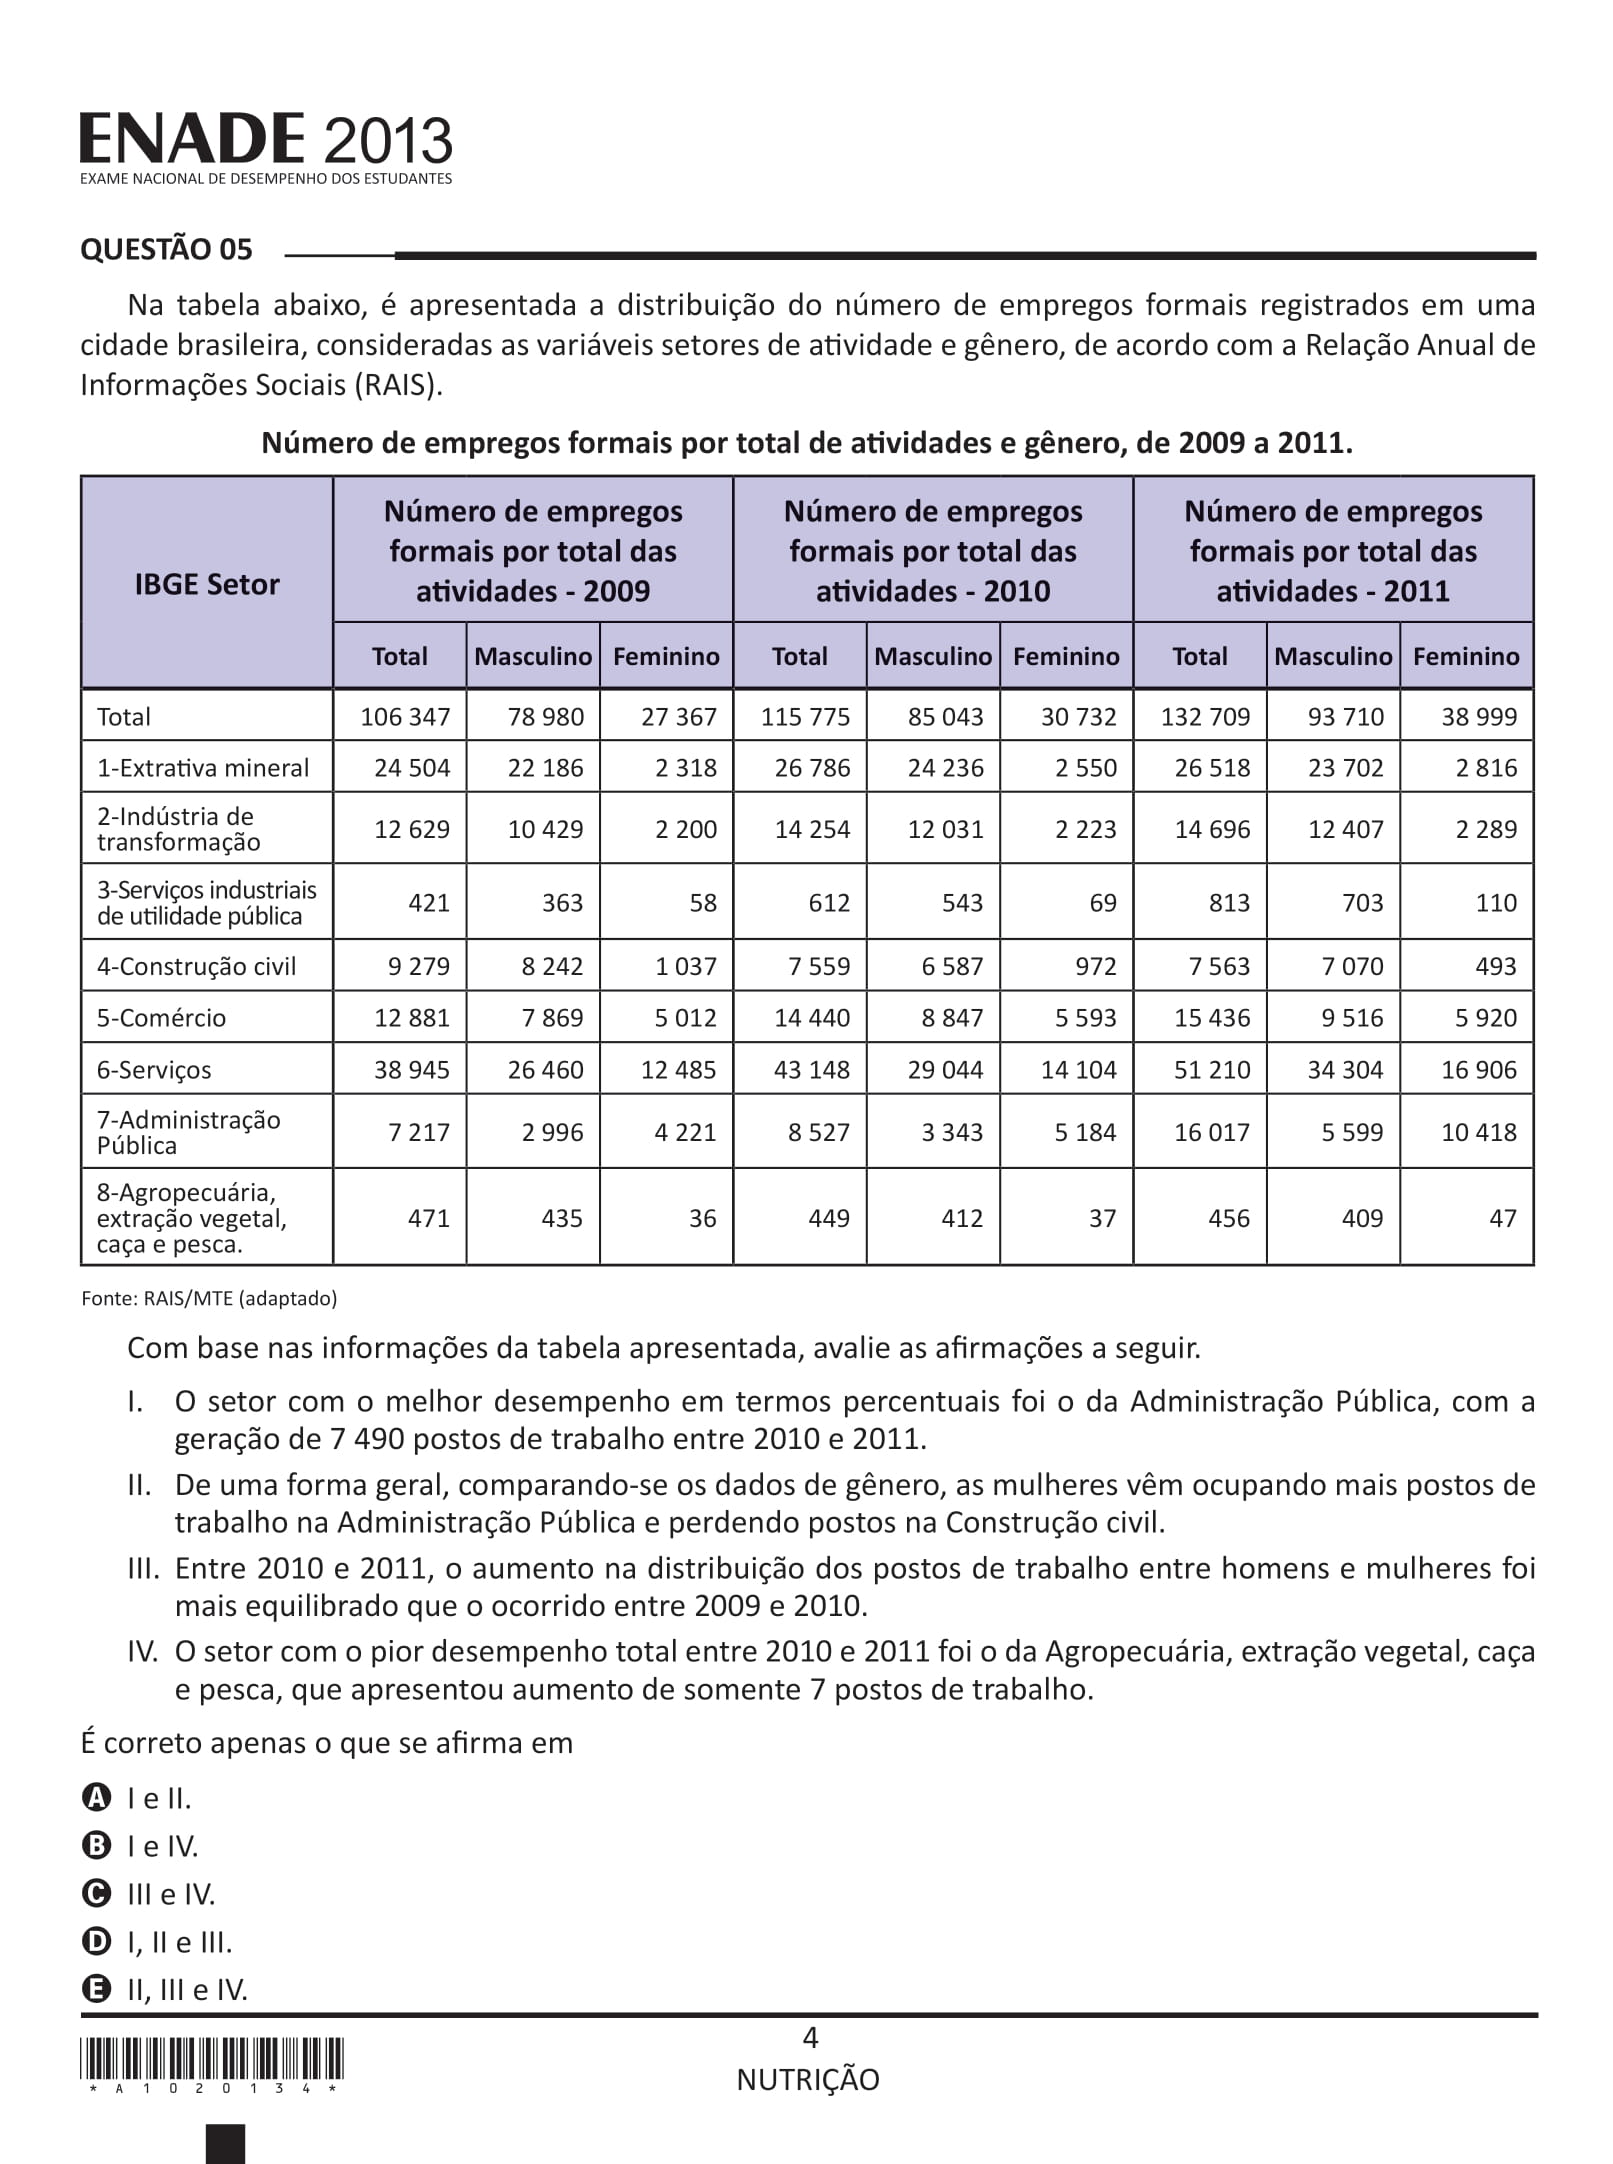 ENADE 2013
EXAME NACIONAL DE DESEMPENHO DOS ESTUDANTES
QUESTÃO 05
Na tabela abaixo, é apresentada a distribuição do número de empregos formais registrados em uma
cidade brasileira, consideradas as variáveis setores de atividade e gênero, de acordo com a Relação Anual de
Informações Sociais (RAIS).
Número de empregos formais por total de atividades e gênero, de 2009 a 2011.
IBGE Setor
Número de empregos
formais por total das
atividades - 2009
Número de empregos
formais por total das
atividades - 2010
Número de empregos
formais por total das
atividades - 2011
Total Masculino Feminino Total Masculino Feminino Total Masculino Feminino
Total 106 347 78 980 27 367 115 775 85 043 30 732 132 709 93 710 38 999
1-Extrativa mineral 24 504 22 186 2 318 26 786 24 236 2 550 26 518 23 702 2 816
2-Indústria de
transformação 12 629 10 429 2 200 14 254 12 031 2 223 14 696 12 407 2 289
3-Serviços industriais
de utilidade pública 421 363 58 612 543 69 813 703 110
4-Construção civil 9 279 8 242 1 037 7 559 6 587 972 7 563 7 070 493
5-Comércio 12 881 7 869 5 012 14 440 8 847 5 593 15 436 9 516 5 920
6-Serviços 38 945 26 460 12 485 43 148 29 044 14 104 51 210 34 304 16 906
7-Administração
Pública 7 217 2 996 4 221 8 527 3 343 5 184 16 017 5 599 10 418
8-Agropecuária,
extração vegetal,
caça e pesca. 471 435 36 449 412 37 456 409 47
Fonte: RAIS/MTE (adaptado)
Com base nas informações da tabela apresentada, avalie as afirmações a seguir.
I. O setor com o melhor desempenho em termos percentuais foi o da Administração Pública, com a
geração de 7 490 postos de trabalho entre 2010 e 2011.
II. De uma forma geral, comparando-se os dados de gênero, as mulheres vêm ocupando mais postos de
trabalho na Administração Pública e perdendo postos na Construção civil.
III. Entre 2010 e 2011, o aumento na distribuição dos postos de trabalho entre homens e mulheres foi
mais equilibrado que o ocorrido entre 2009 e 2010.
IV. O setor com o pior desempenho total entre 2010 e 2011 foi o da Agropecuária, extração vegetal, caça
e pesca, que apresentou aumento de somente 7 postos de trabalho.
É correto apenas o que se afirma em
A I e II.
B I e IV.
C III e IV.
D I, II e III.
E II, III e IV.
4
NUTRIÇÃO
* A 1 0 2 0 1 3 4 *